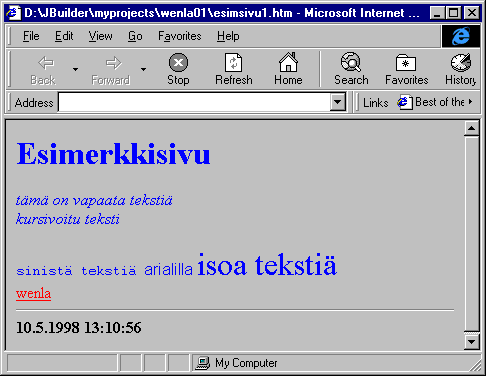 D:\JBuilder\myprojects\wenla01\esimsivu1.htm - Microsoft Internet ...
File Edit View Go Favorites Help
Back Forward Stop Refresh Home Search Favorites History
Address Links Best of the
Esimerkkisivu
tämä on vapaata tekstiä
kursivoitu teksti
sinistä tekstiä arialilla isoa tekstiä
wenla
10.5.1998 13:10:56
My Computer